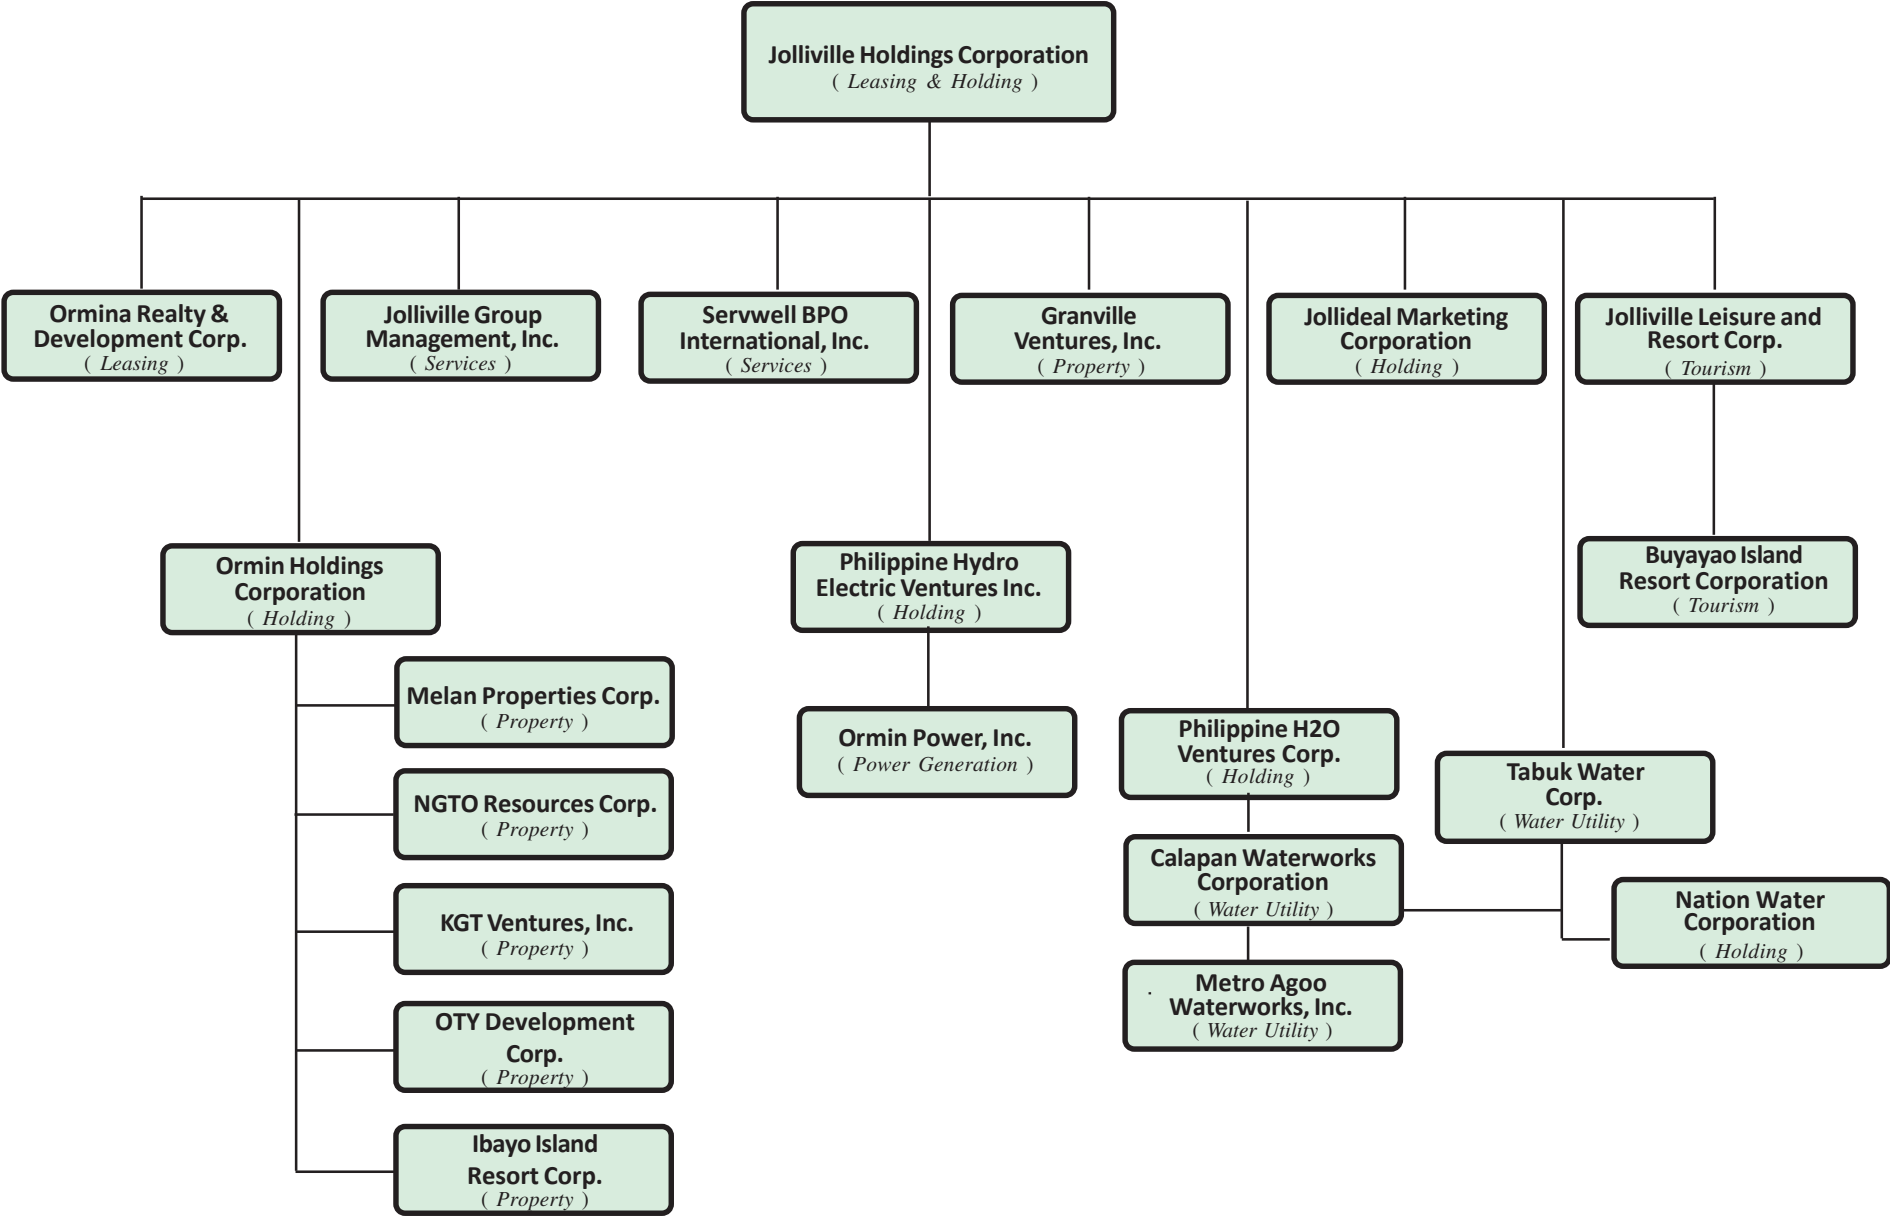 Jolliville Holdings Corporation
( Leasing & Holding )
Ormina Realty &
Development Corp.
( Leasing )
Jolliville Group
Management, Inc.
( Services )
Servwell BPO
International, Inc.
( Services )
Granville
Ventures, Inc.
( Property )
Jollideal Marketing
Corporation
( Holding )
Jolliville Leisure and
Resort Corp.
( Tourism )
Ormin Holdings
Corporation
( Holding )
Philippine Hydro
Electric Ventures Inc.
( Holding )
Buyayao Island
Resort Corporation
( Tourism )
Melan Properties Corp.
( Property )
NGTO Resources Corp.
( Property )
KGT Ventures, Inc.
( Property )
OTY Development
Corp.
( Property )
Ibayo Island
Resort Corp.
( Property )
Ormin Power, Inc.
( Power Generation )
Philippine H2O
Ventures Corp.
( Holding )
Tabuk Water
Corp.
( Water Utility )
Calapan Waterworks
Corporation
( Water Utility )
Nation Water
Corporation
( Holding )
Metro Agoo
Waterworks, Inc.
( Water Utility )